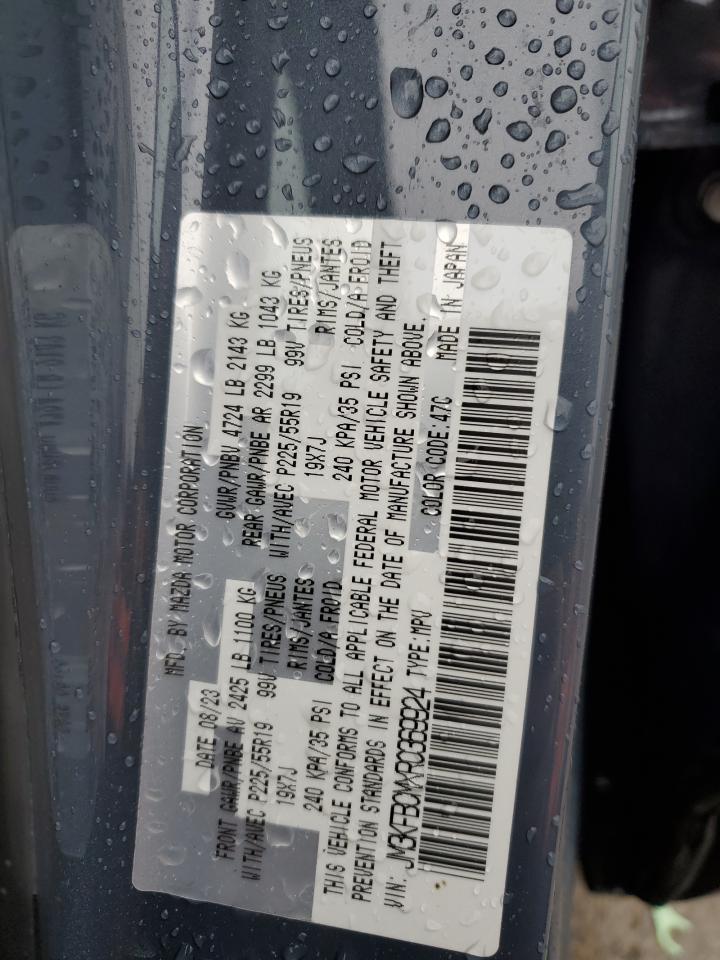 MFD. BY MAZDA MOTOR CORPORATION
DATE 08/23 GVWR/PNBV 4724 LB 2143 KG
FRONT GAWR/PNBE AV 2425 LB 1100 KG REAR GAWR/PNBE AR 2299 LB 1043 KG
WITH/AVEC P225/55R19 99V TIRES/PNEUS WITH/AVEC P225/55R19 99V TIRES/PNEUS
19X7J RIMS/JANTES 19X7J RIMS/JANTES
240 KPA/35 PSI COLD/A FROID 240 KPA/35 PSI COLD/A FROID
THIS VEHICLE CONFORMS TO ALL APPLICABLE FEDERAL MOTOR VEHICLE SAFETY AND THEFT
PREVENTION STANDARDS IN EFFECT ON THE DATE OF MANUFACTURE SHOWN ABOVE.
VIN: JM3KFBCMXR0369924 TYPE:MPV COLOR CODE:47C MADE IN JAPAN